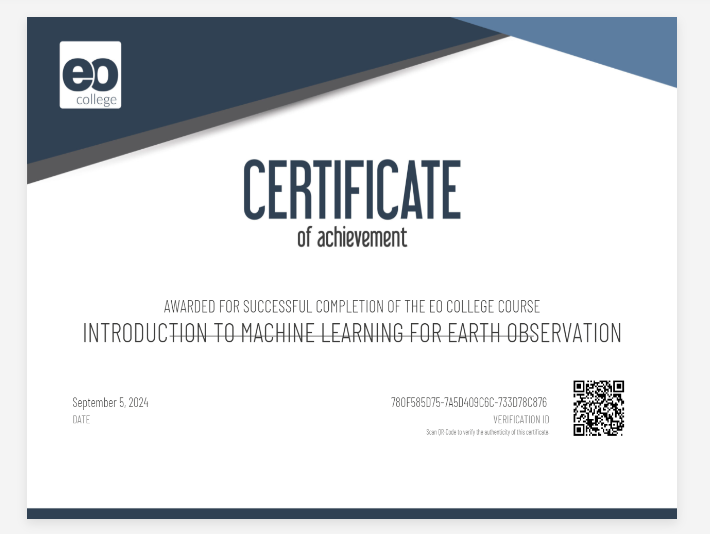 eo
college
CERTIFICATE
of achievement
AWARDED FOR SUCCESSFUL COMPLETION OF THE EO COLLEGE COURSE
INTRODUCTION TO MACHINE LEARNING FOR EARTH OBSERVATION
September 5, 2024
DATE
780F585D75-7A5D409C6C-733D78C876
VERIFICATION ID
Scan QR Code to verify the authenticity of this certificate